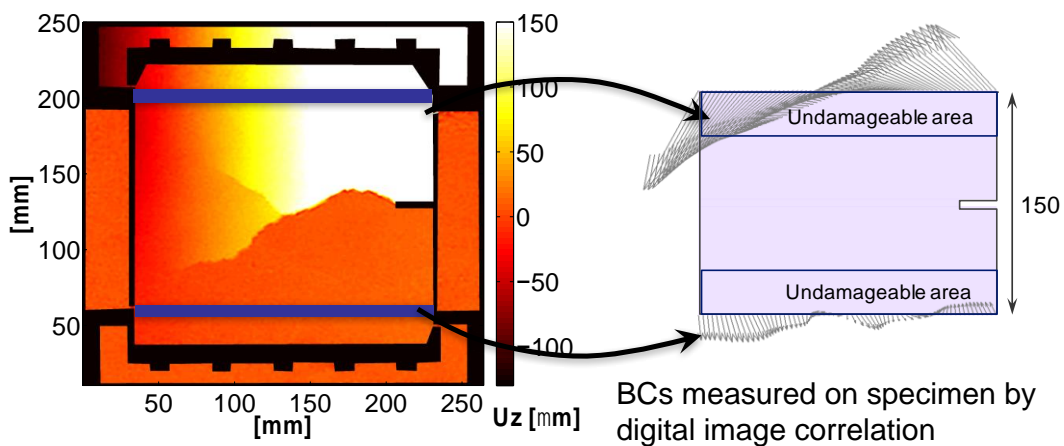 250
200
150
100
50
[mm]
50
100
150
200
250
[mm]
150
100
50
0
−50
−100
Uz [mm]
Undamageable area
150
Undamageable area
BCs measured on specimen by
digital image correlation